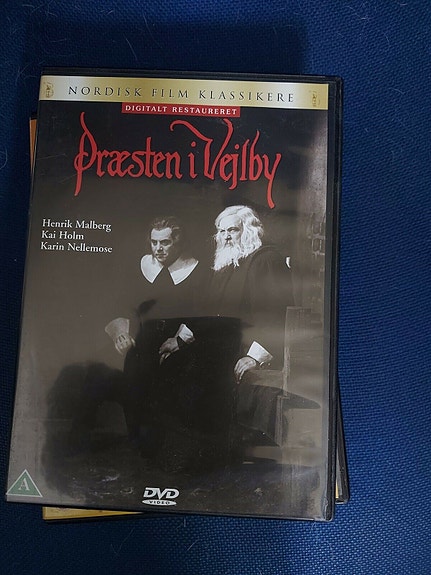 NORDISK FILM KLASSIKERE
DIGITALT RESTAURERET
Præsten i Vejlby
Henrik Malberg
Kai Holm
Karin Nellemose
A
DVD
VIDEO